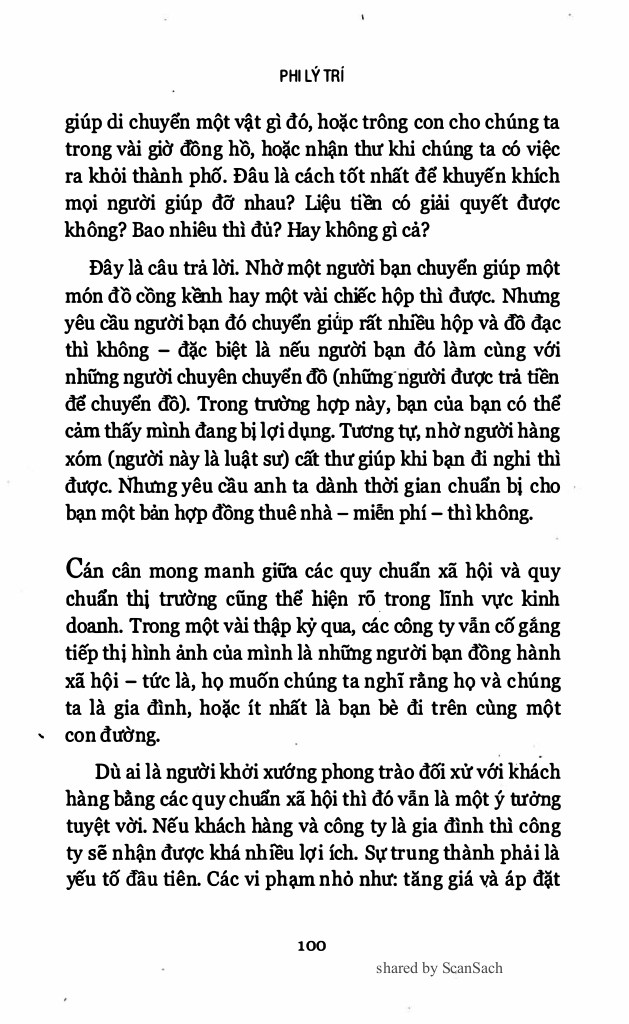 PHI LÝ TRÍ
giúp di chuyển một vật gì đó, hoặc trông con cho chúng ta
trong vài giờ đồng hồ, hoặc nhận thư khi chúng ta có việc
ra khỏi thành phố. Đâu là cách tốt nhất để khuyến khích
mọi người giúp đỡ nhau? Liệu tiền có giải quyết được
không? Bao nhiêu thì đủ? Hay không gì cả?
Đây là câu trả lời. Nhờ một người bạn chuyển giúp một
món đồ cồng kềnh hay một vài chiếc hộp thì được. Nhưng
yêu cầu người bạn đó chuyển giúp rất nhiều hộp và đồ đạc
thì không – đặc biệt là nếu người bạn đó làm cùng với
những người chuyên chuyển đồ (những người được trả tiền
để chuyển đồ). Trong trường hợp này, bạn của bạn có thể
cảm thấy mình đang bị lợi dụng. Tương tự, nhờ người hàng
xóm (người này là luật sư) cất thư giúp khi bạn đi nghi thì
được. Nhưng yêu cầu anh ta dành thời gian chuẩn bị cho
bạn một bản hợp đồng thuê nhà – miễn phí – thì không.
Cán cân mong manh giữa các quy chuẩn xã hội và quy
chuẩn thị trường cũng thể hiện rõ trong lĩnh vực kinh
doanh. Trong một vài thập kỷ qua, các công ty vẫn cố gắng
tiếp thị hình ảnh của mình là những người bạn đồng hành
xã hội – tức là, họ muốn chúng ta nghĩ rằng họ và chúng
ta là gia đình, hoặc ít nhất là bạn bè đi trên cùng một
con đường.
Dù ai là người khởi xướng phong trào đối xử với khách
hàng bằng các quy chuẩn xã hội thì đó vẫn là một ý tưởng
tuyệt vời. Nếu khách hàng và công ty là gia đình thì công
ty sẽ nhận được khá nhiều lợi ích. Sự trung thành phải là
yếu tố đầu tiên. Các vi phạm nhỏ như: tăng giá và áp đặt
100
shared by ScanSach